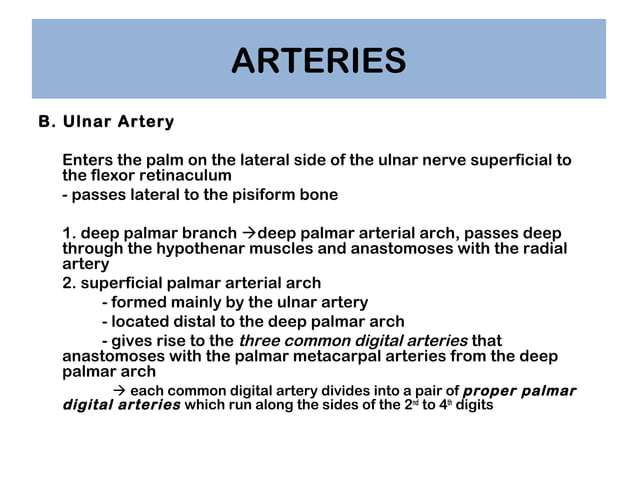 ARTERIES
B. Ulnar Artery
Enters the palm on the lateral side of the ulnar nerve superficial to
the flexor retinaculum
- passes lateral to the pisiform bone
1. deep palmar branch →deep palmar arterial arch, passes deep
through the hypothenar muscles and anastomoses with the radial
artery
2. superficial palmar arterial arch
- formed mainly by the ulnar artery
- located distal to the deep palmar arch
- gives rise to the three common digital arteries that
anastomoses with the palmar metacarpal arteries from the deep
palmar arch
→ each common digital artery divides into a pair of proper palmar
digital arteries which run along the sides of the 2nd to 4th digits